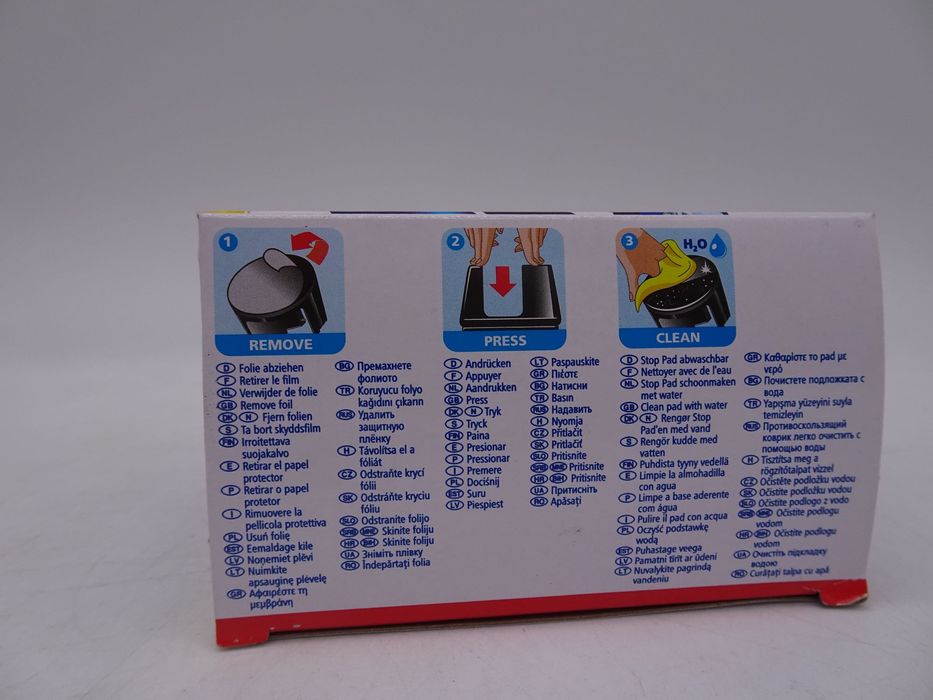 1
REMOVE
D Folie abziehen
F Retirer le film
NL Verwijder de folie
GB Remove foil
DK N Fjern folien
S Ta bort skyddsfilm
FIN Irroitettava
suojakalvo
E Retirar el papel
protector
P Retirar o papel
protetor
I Rimuovere la
pellicola protettiva
PL Usuń folię
EST Eemaldage kile
LV Noņemiet plēvi
LT Nuimkite
apsauginę plėvelę
GR Αφαιρέστε τη
μεμβράνη
BG Премахнете
фолиото
TR Koruyucu folyo
kağıdını çıkarın
RUS Удалить
защитную
плёнку
H Távolítsa el a
fóliát
CZ Odstraňte krycí
fólii
SK Odstráňte kryciu
fóliu
SLO Odstranite folijo
SRB MNE Skinite foliju
HR BIH Skinite foliju
UA Зніміть плівку
RO Îndepărtaţi folia
2
PRESS
D Andrücken
F Appuyer
NL Aandrukken
GB Press
DK N Tryk
S Tryck
FIN Paina
E Presionar
P Pressionar
I Premere
PL Dociśnij
EST Suru
LV Piespiest
LT Paspauskite
GR Πιέστε
BG Натисни
TR Basın
RUS Надавить
H Nyomja
CZ Přitlačit
SK Pritlačiť
SLO Pritisnite
SRB MNE Pritisnite
HR BIH Pritisnite
UA Притисніть
RO Apăsaţi
3
H₂O
CLEAN
D Stop Pad abwaschbar
F Nettoyer avec de l'eau
NL Stop Pad schoonmaken
met water
GB Clean pad with water
DK N Rengør Stop
Pad'en med vand
S Rengör kudde med
vatten
FIN Puhdista tyyny vedellä
E Limpie la almohadilla
con agua
P Limpe a base aderente
com água
I Pulire il pad con acqua
PL Oczyść podstawkę
wodą
EST Puhastage veega
LV Pamatni tīrīt ar ūdeni
LT Nuvalykite pagrindą
vandeniu
GR Καθαρίστε το pad με
νερό
BG Почистете подложката с
вода
TR Yapışma yüzeyini suyla
temizleyin
RUS Противоскользящий
коврик легко очистить с
помощью воды
H Tisztítsa meg a
rögzítőtalpat vízzel
CZ Očistěte podložku vodou
SK Očistite podložku vodou
SLO Očistite podlogo z vodo
SRB MNE Očistite podlogu
vodom
HR BIH Očistite podlogu
vodom
UA Очистіть підкладку
водою
RO Curăţaţi talpa cu apă